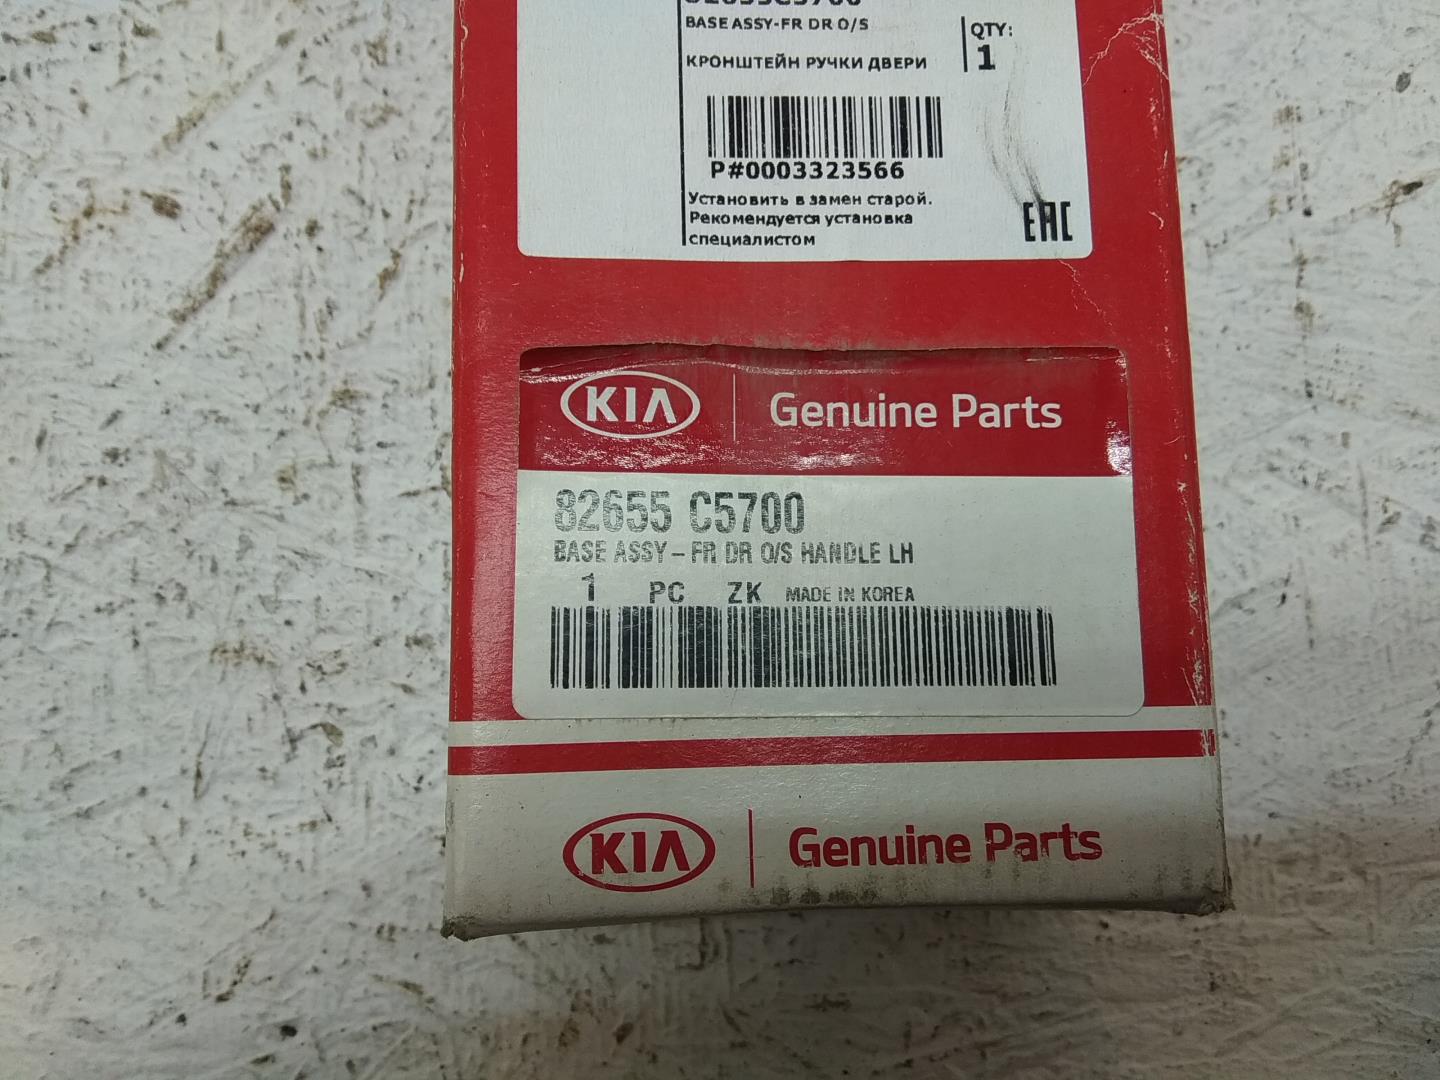 82655C5700
BASE ASSY-FR DR O/S
QTY:
1
КРОНШТЕЙН РУЧКИ ДВЕРИ
P#0003323566
Установить в замен старой.
Рекомендуется установка
специалистом
EAC
KIA Genuine Parts
82655 C5700
BASE ASSY-FR DR O/S HANDLE LH
1 PC ZK MADE IN KOREA
KIA Genuine Parts